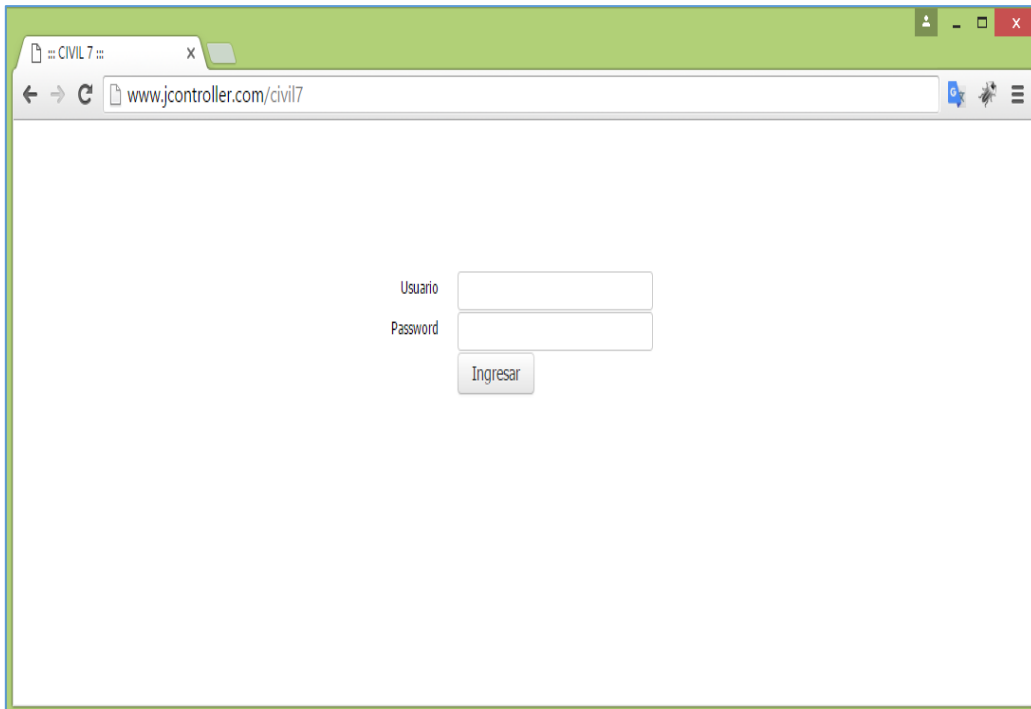 ::: CIVIL 7 :::
www.jcontroller.com/civil7
Usuario
Password
Ingresar